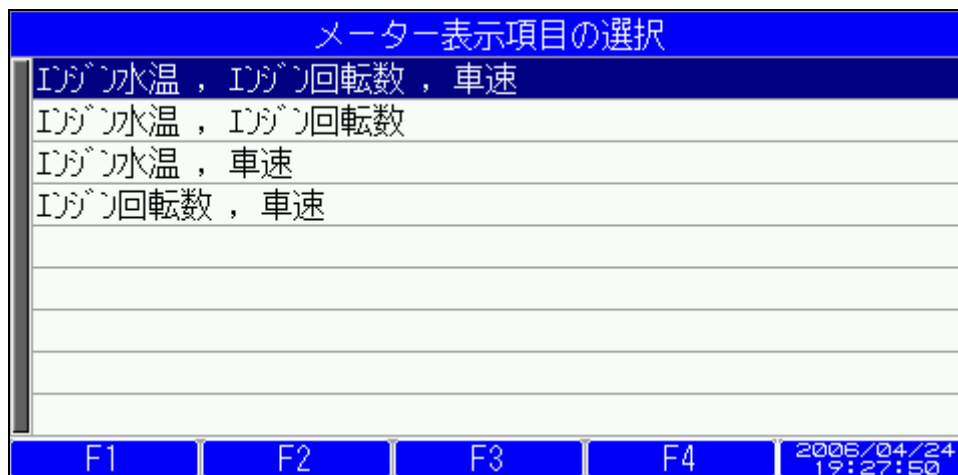 メーター表示項目の選択
エンジン水温 , エンジン回転数 , 車速
エンジン水温 , エンジン回転数
エンジン水温 , 車速
エンジン回転数 , 車速
F1 F2 F3 F4 2006/04/24
19:27:50